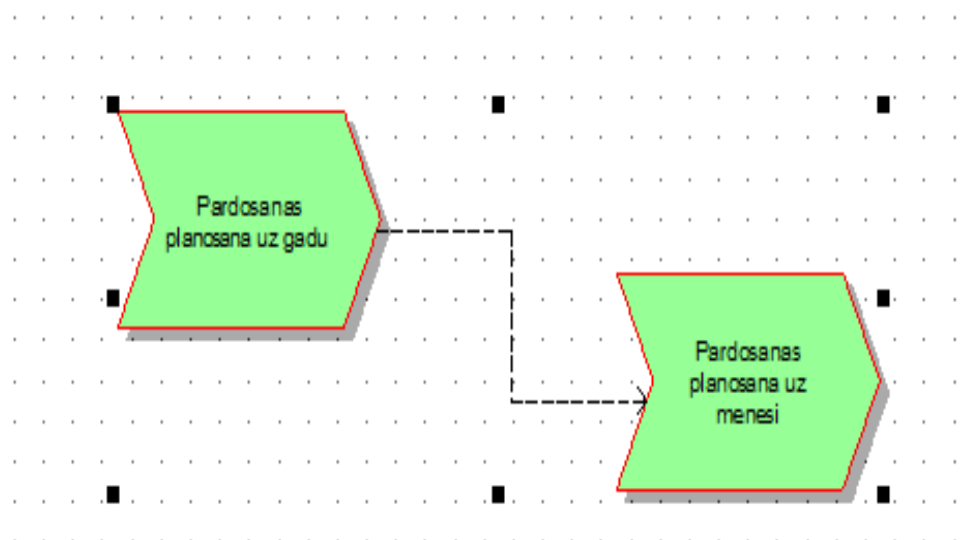 Pardosanas
planosana uz gadu
Pardosanas
planosana uz
menesi